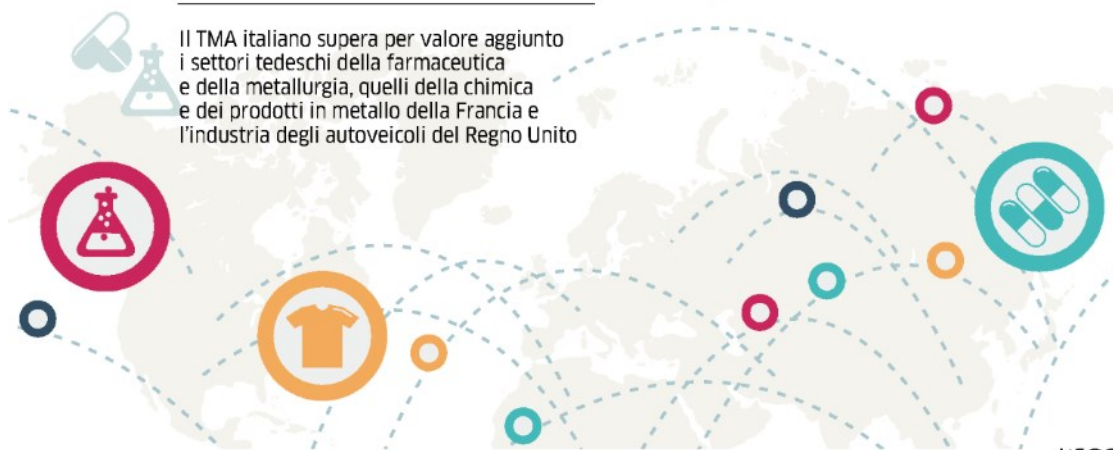 Il TMA italiano supera per valore aggiunto
i settori tedeschi della farmaceutica
e della metallurgia, quelli della chimica
e dei prodotti in metallo della Francia e
l'industria degli autoveicoli del Regno Unito